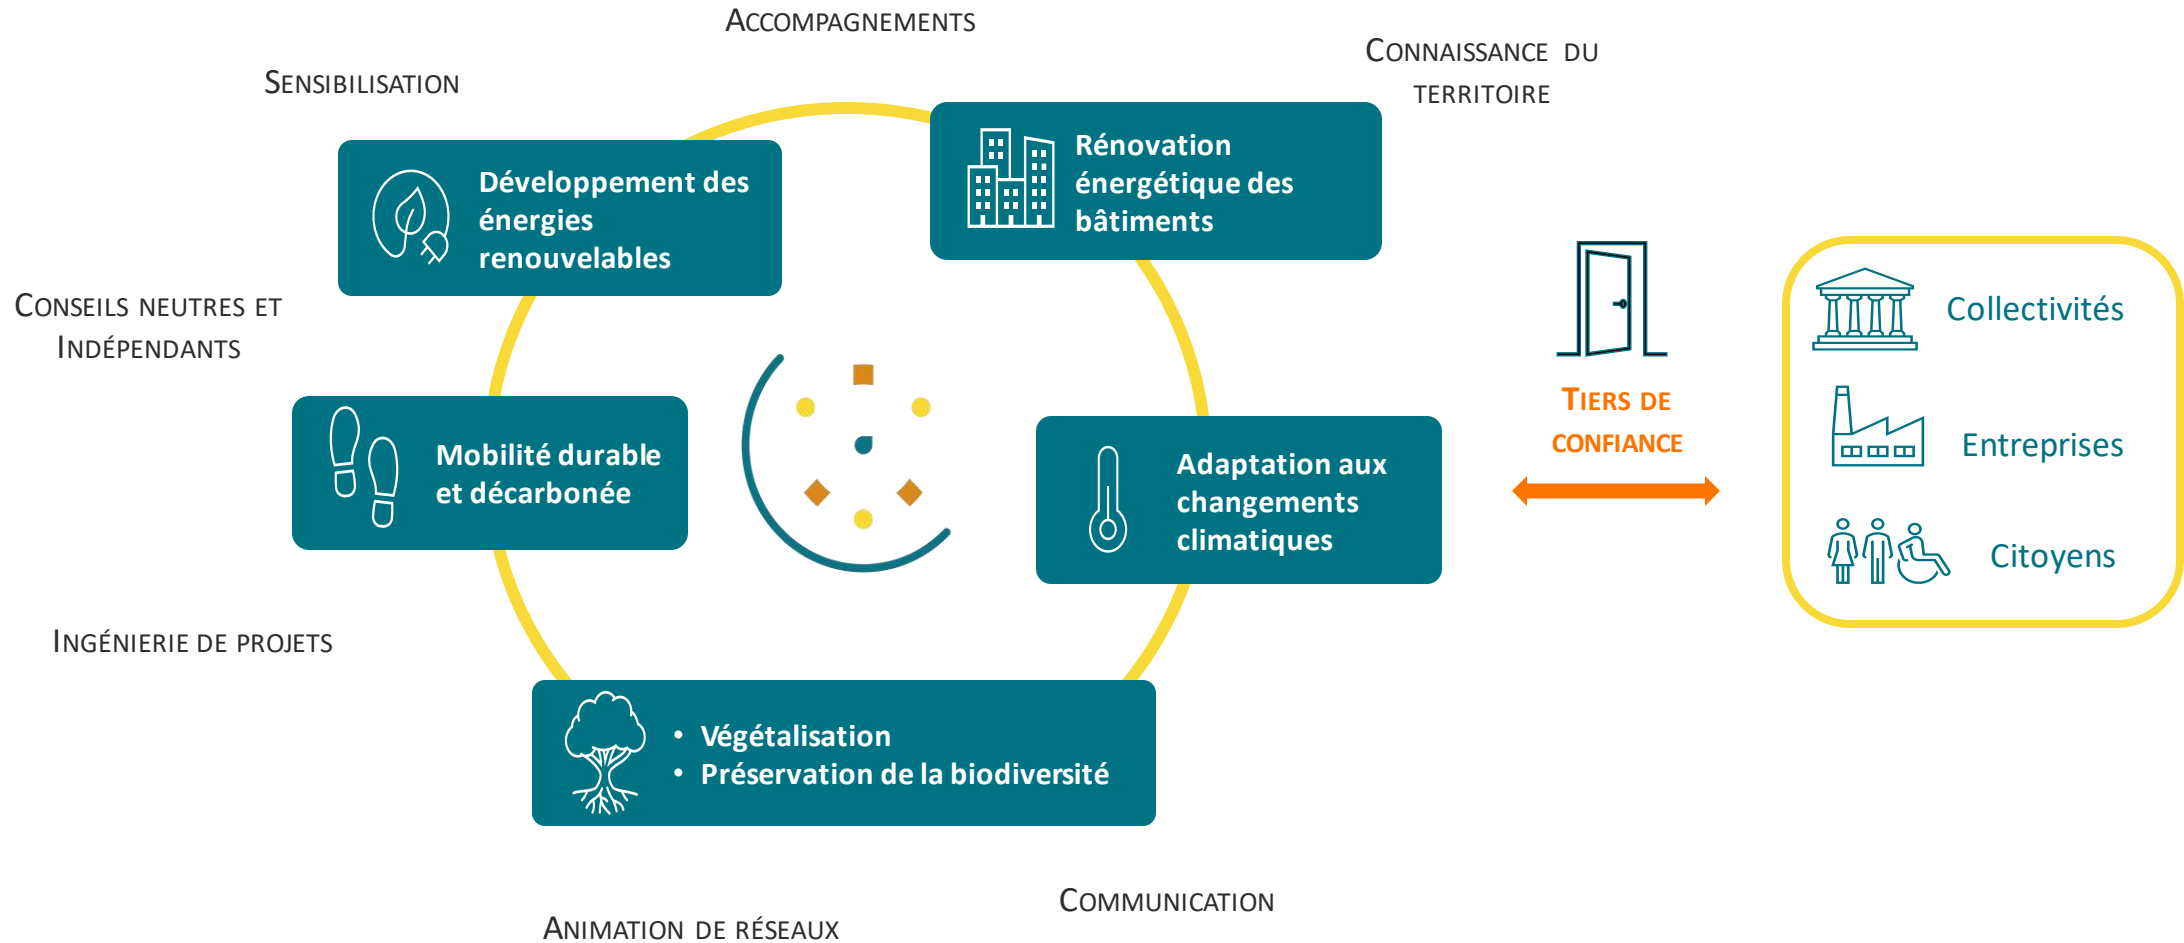 Accompagnements
Connaissance du
territoire
Sensibilisation
Rénovation
énergétique des
bâtiments
Développement des
énergies
renouvelables
Conseils neutres et
Indépendants
Collectivités
Tiers de
confiance
Entreprises
Mobilité durable
et décarbonée
Adaptation aux
changements
climatiques
Citoyens
Ingénierie de projets
• Végétalisation
• Préservation de la biodiversité
Communication
Animation de réseaux